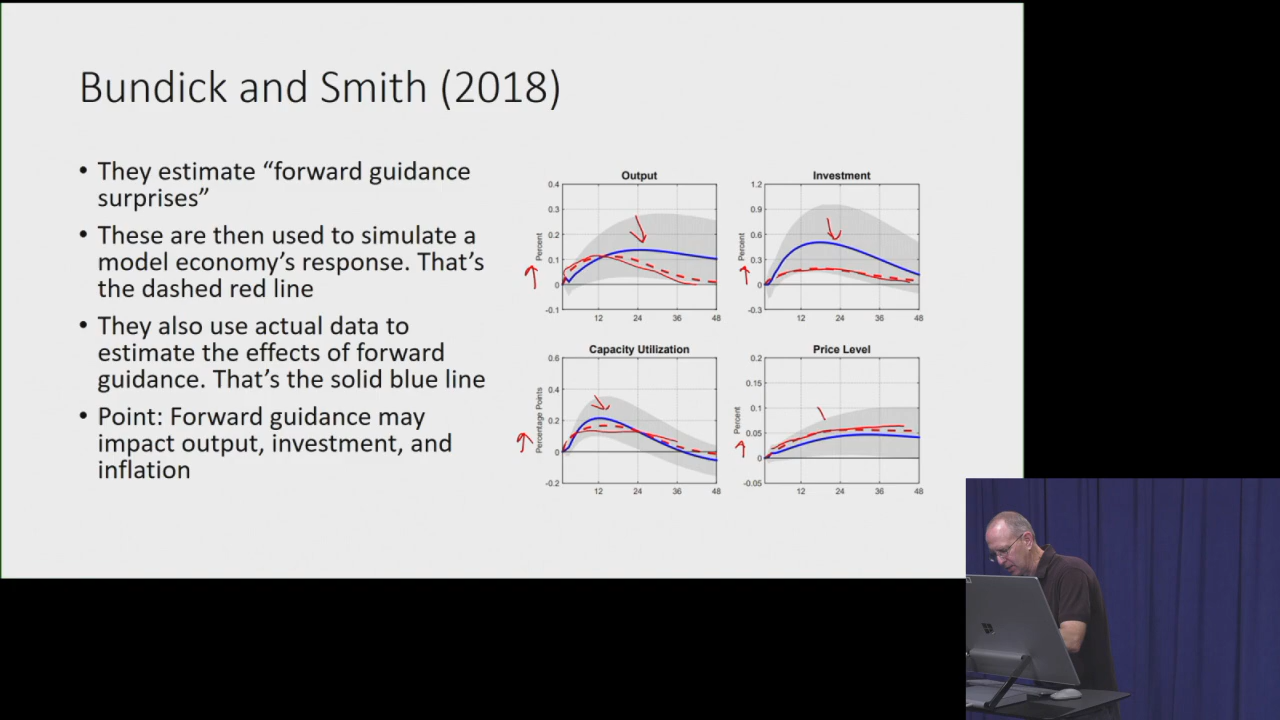 Bundick and Smith (2018)
• They estimate “forward guidance
surprises”
• These are then used to simulate a
model economy’s response. That’s
the dashed red line
• They also use actual data to
estimate the effects of forward
guidance. That’s the solid blue line
• Point: Forward guidance may
impact output, investment, and
inflation
Output
Percent
0.4
0.3
0.2
0.1
0
-0.1
12 24 36 48
Investment
Percent
1.2
0.9
0.6
0.3
0
-0.3
12 24 36 48
Capacity Utilization
Percentage Points
0.6
0.4
0.2
0
-0.2
12 24 36 48
Price Level
Percent
0.2
0.15
0.1
0.05
0
-0.05
12 24 36 48